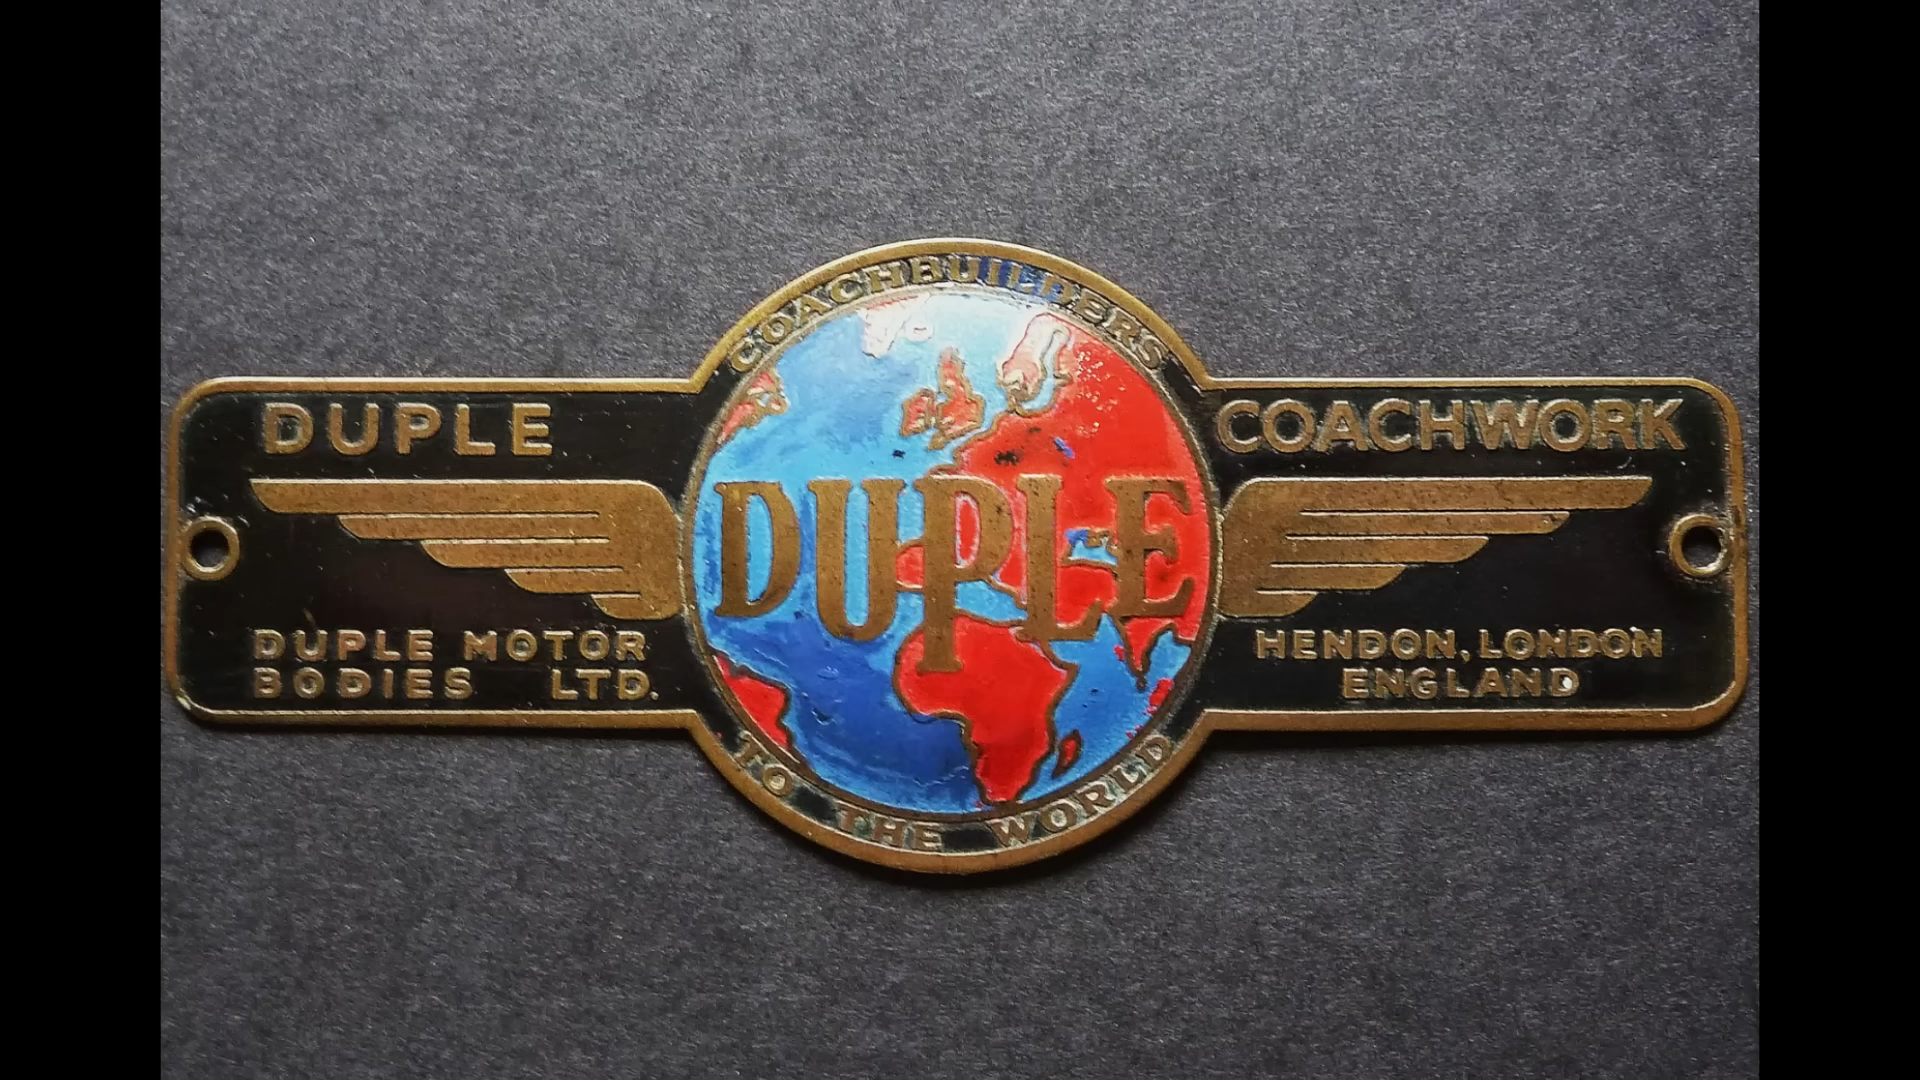 COACHBUILDERS
DUPLE
COACHWORK
DUPLE
DUPLE MOTOR
BODIES LTD.
HENDON, LONDON
ENGLAND
TO THE WORLD